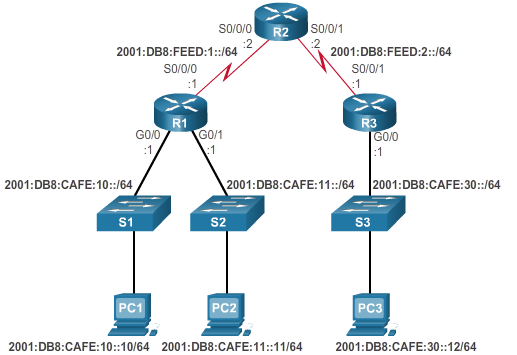 R2
S0/0/0
:2
S0/0/1
:2
2001:DB8:FEED:1::/64
2001:DB8:FEED:2::/64
S0/0/0
:1
S0/0/1
:1
R1
R3
G0/0
:1
G0/1
:1
G0/0
:1
2001:DB8:CAFE:10::/64
2001:DB8:CAFE:11::/64
2001:DB8:CAFE:30::/64
S1
S2
S3
PC1
PC2
PC3
2001:DB8:CAFE:10::10/64
2001:DB8:CAFE:11::11/64
2001:DB8:CAFE:30::12/64